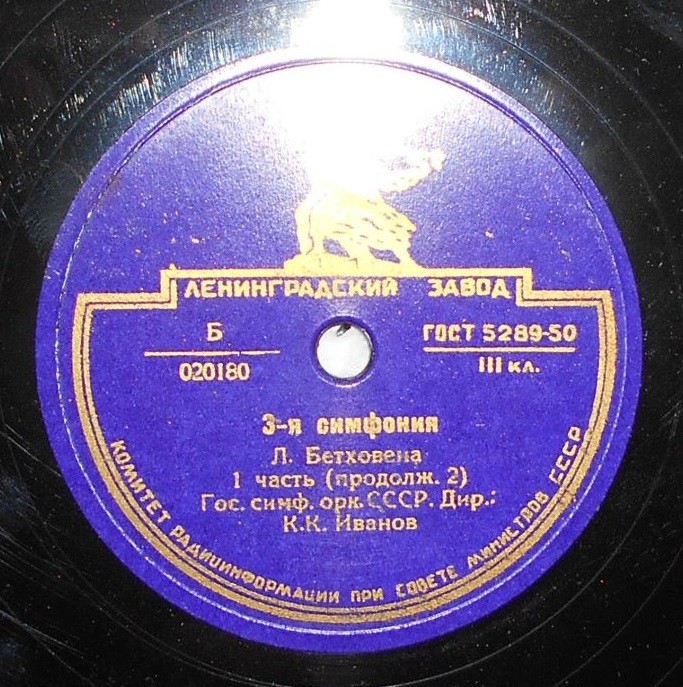 ЛЕНИНГРАДСКИЙ ЗАВОД
Б
020180
ГОСТ 5289-50
III кл.
3-я симфония
Л. Бетховена
1 часть (продолж. 2)
Гос. симф. орк. СССР. Дир.:
К.К. Иванов
КОМИТЕТ РАДИОИНФОРМАЦИИ ПРИ СОВЕТЕ МИНИСТРОВ СССР